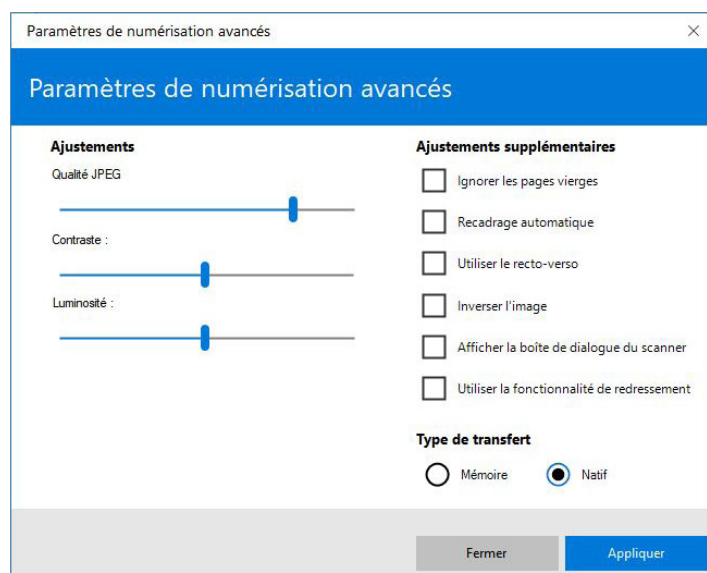 Paramètres de numérisation avancés
Paramètres de numérisation avancés
Ajustements
Qualité JPEG
Contraste :
Luminosité :
Ajustements supplémentaires
Ignorer les pages vierges
Recadrage automatique
Utiliser le recto-verso
Inverser l'image
Afficher la boîte de dialogue du scanner
Utiliser la fonctionnalité de redressement
Type de transfert
Mémoire
Natif
Fermer
Appliquer